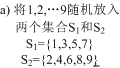 a) 将1,2,…9随机放入
两个集合S1和S2
S1={1,3,5,7}
S2={2,4,6,8,9}